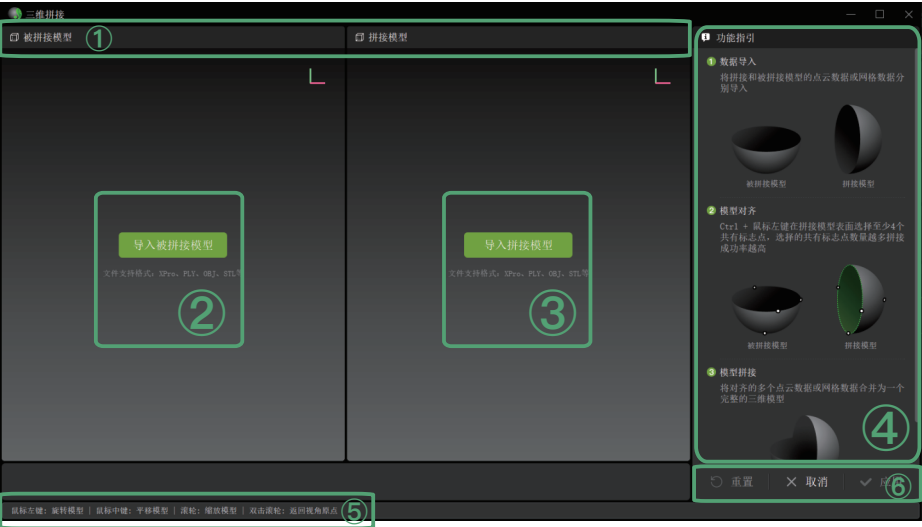 三维拼接
被拼接模型 ①
拼接模型
导入被拼接模型
文件支持格式: XPro、PLY、OBJ、STL等
②
导入拼接模型
文件支持格式: XPro、PLY、OBJ、STL等
③
功能指引
1 数据导入
将拼接和被拼接模型的点云数据或网格数据分
别导入
被拼接模型 拼接模型
2 模型对齐
Ctrl + 鼠标左键在拼接模型表面选择至少4个
共有标志点，选择的共有标志点数量越多拼接
成功率越高
被拼接模型 拼接模型
3 模型拼接
将对齐的多个点云数据或网格数据合并为一个
完整的三维模型
④
重置 取消 ⑥
鼠标左键: 旋转模型 | 鼠标中键: 平移模型 | 滚轮: 缩放模型 | 双击滚轮: 返回视角原点 ⑤